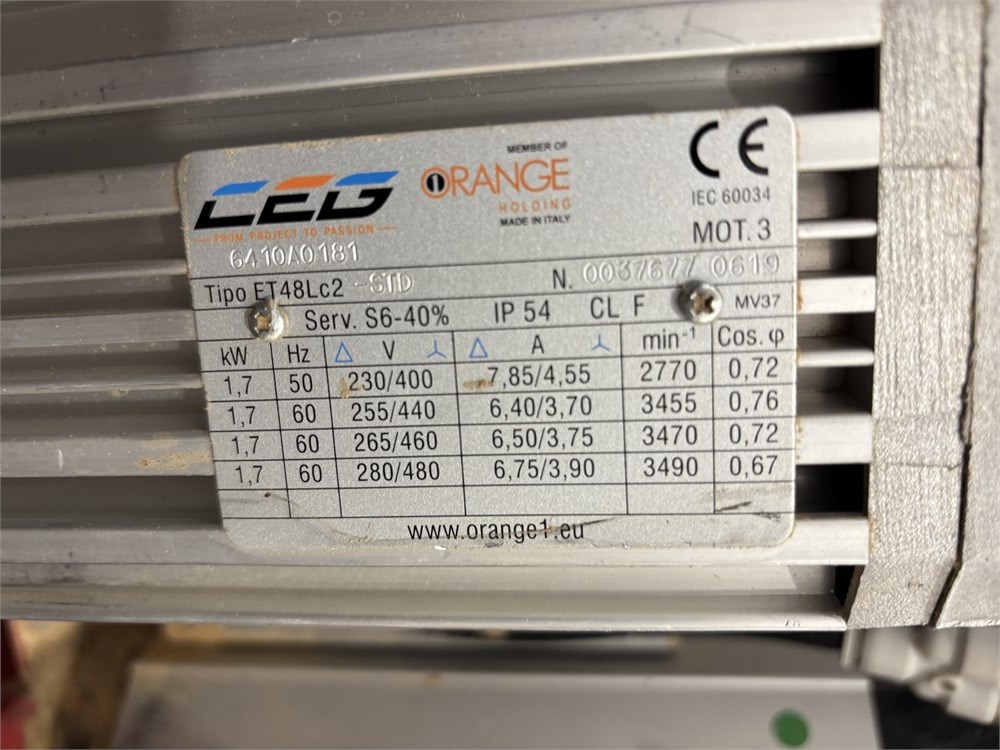 CEG
FROM PROJECT TO PASSION
MEMBER OF
ORANGE
HOLDING
MADE IN ITALY
CE
IEC 60034
MOT. 3
6410A0181
Tipo ET48Lc2 -STD N. 0037677 0619
Serv. S6-40% IP 54 CL F MV37
kW Hz △ V A △ min⁻¹ Cos. φ
1,7 50 230/400 7,85/4,55 2770 0,72
1,7 60 255/440 6,40/3,70 3455 0,76
1,7 60 265/460 6,50/3,75 3470 0,72
1,7 60 280/480 6,75/3,90 3490 0,67
www.orange1.eu